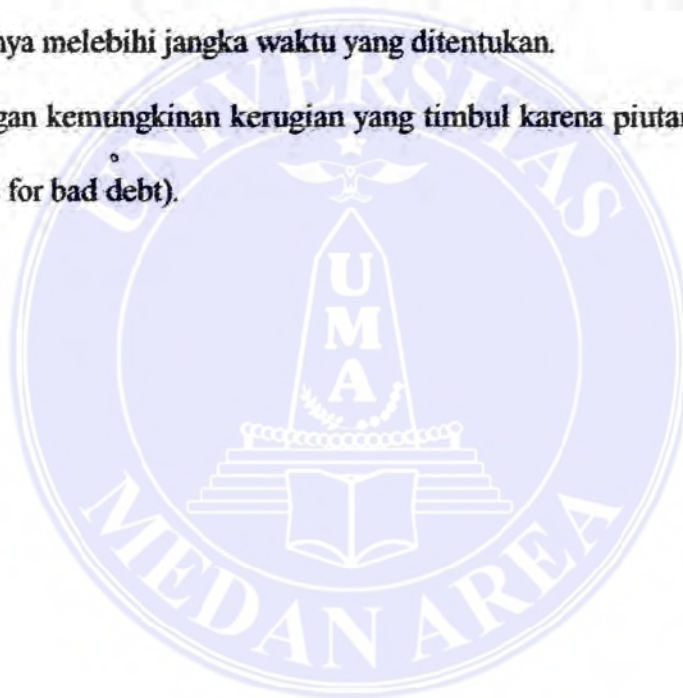 nya melebihi jangka waktu yang ditentukan.
gan kemungkinan kerugian yang timbul karena piutan
for bad debt).
UNIVERSITAS
U
M
A
MEDAN AREA